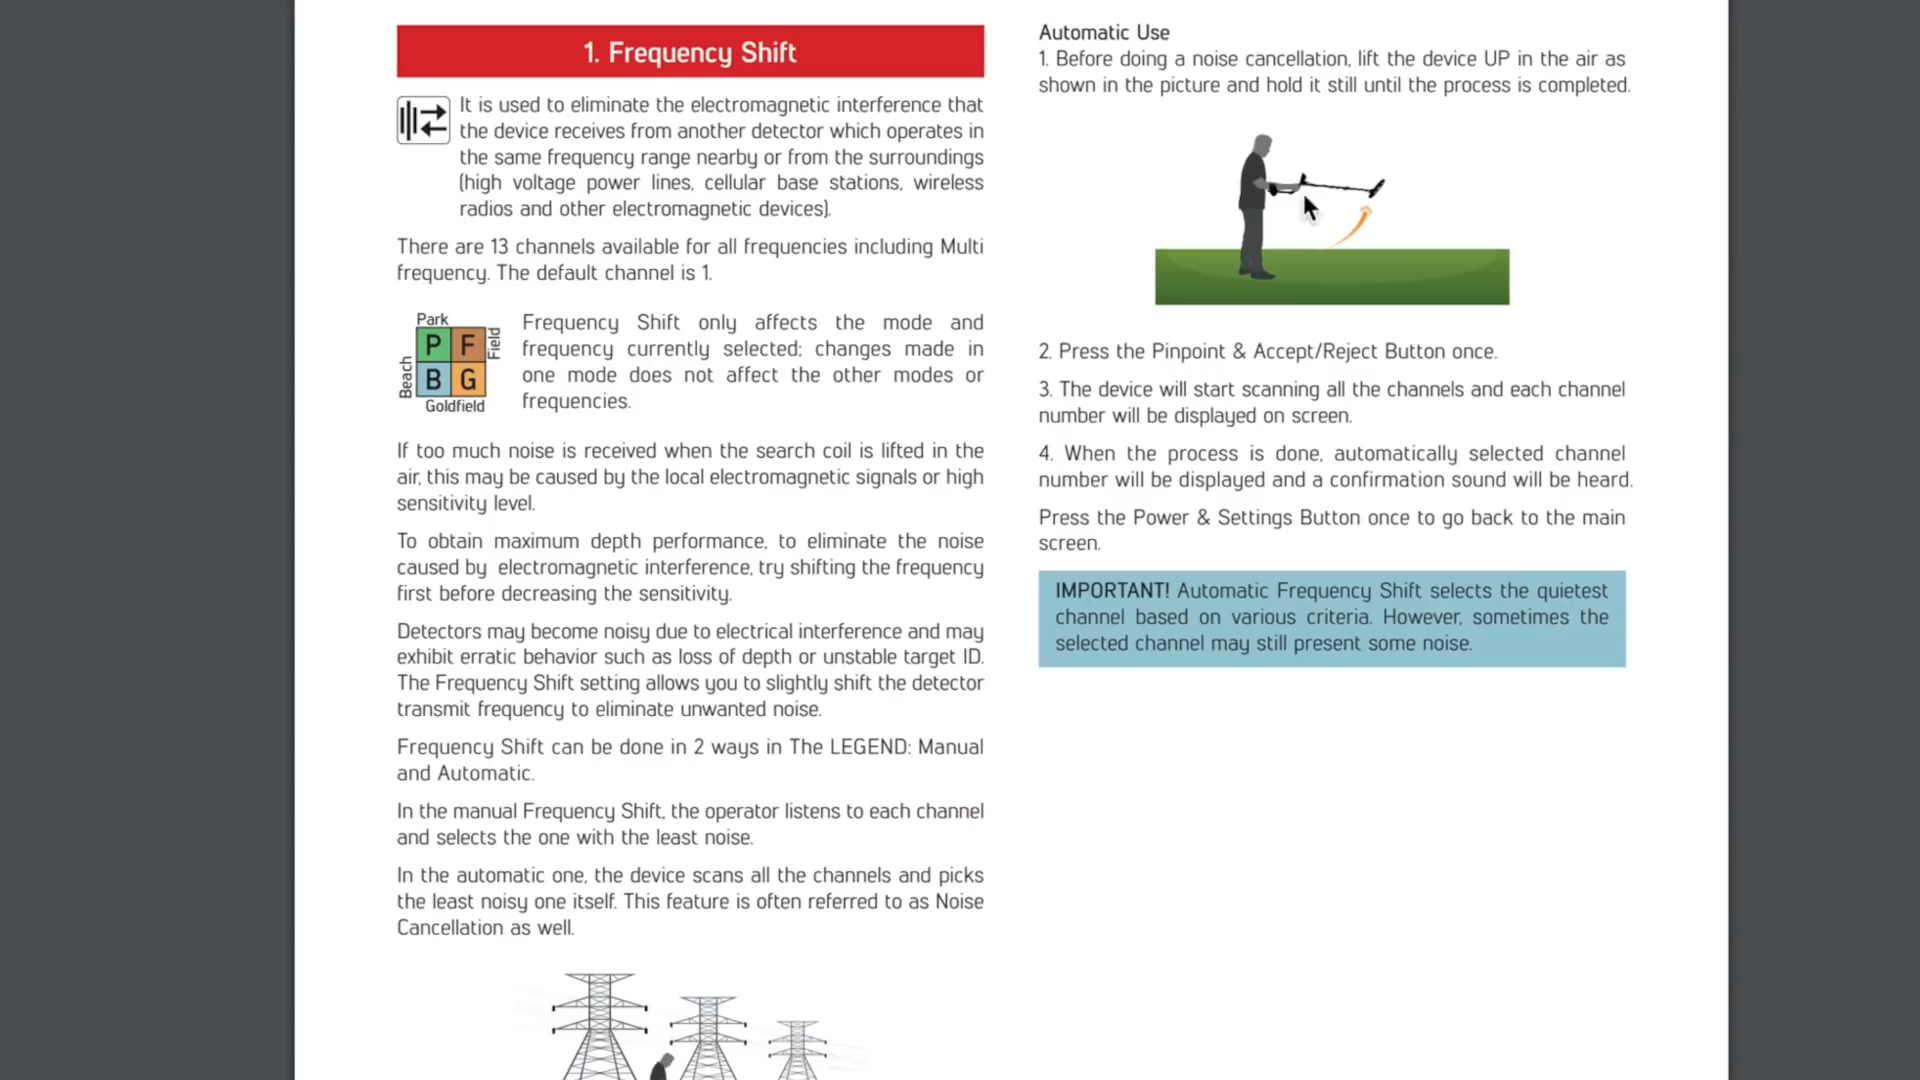 1. Frequency Shift
It is used to eliminate the electromagnetic interference that
the device receives from another detector which operates in
the same frequency range nearby or from the surroundings
(high voltage power lines, cellular base stations, wireless
radios and other electromagnetic devices).
There are 13 channels available for all frequencies including Multi
frequency. The default channel is 1.
Park
P F
Field
Beach
B G
Goldfield
Frequency Shift only affects the mode and
frequency currently selected; changes made in
one mode does not affect the other modes or
frequencies.
If too much noise is received when the search coil is lifted in the
air, this may be caused by the local electromagnetic signals or high
sensitivity level.
To obtain maximum depth performance, to eliminate the noise
caused by electromagnetic interference, try shifting the frequency
first before decreasing the sensitivity.
Detectors may become noisy due to electrical interference and may
exhibit erratic behavior such as loss of depth or unstable target ID.
The Frequency Shift setting allows you to slightly shift the detector
transmit frequency to eliminate unwanted noise.
Frequency Shift can be done in 2 ways in The LEGEND: Manual
and Automatic.
In the manual Frequency Shift, the operator listens to each channel
and selects the one with the least noise.
In the automatic one, the device scans all the channels and picks
the least noisy one itself. This feature is often referred to as Noise
Cancellation as well.
Automatic Use
1. Before doing a noise cancellation, lift the device UP in the air as
shown in the picture and hold it still until the process is completed.
2. Press the Pinpoint & Accept/Reject Button once.
3. The device will start scanning all the channels and each channel
number will be displayed on screen.
4. When the process is done, automatically selected channel
number will be displayed and a confirmation sound will be heard.
Press the Power & Settings Button once to go back to the main
screen.
IMPORTANT! Automatic Frequency Shift selects the quietest
channel based on various criteria. However, sometimes the
selected channel may still present some noise.